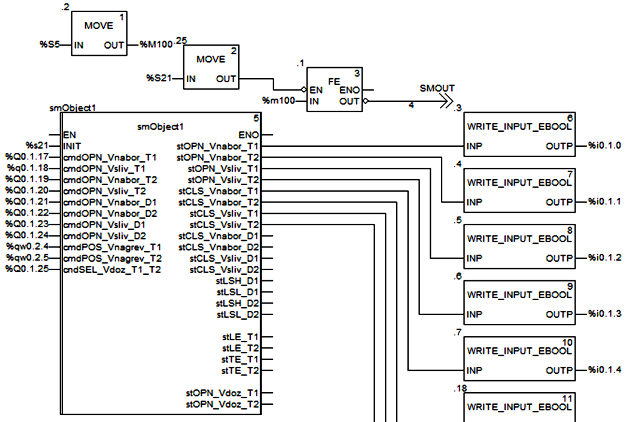 .2
1
MOVE
%S5 IN OUT %M100
.25
2
MOVE
%S21 IN OUT
.1
3
FE
EN ENO
%m100 IN OUT
4
SMOUT
smObject1
5
smObject1
EN ENO
%s21 INIT stOPN_Vnabor_T1
%Q0.1.17 cmdOPN_Vnabor_T1 stOPN_Vnabor_T2
%q0.1.18 cmdOPN_Vsliv_T1 stOPN_Vsliv_T1
%Q0.1.19 cmdOPN_Vnabor_T2 stOPN_Vsliv_T2
%Q0.1.20 cmdOPN_Vsliv_T2 stCLS_Vnabor_T1
%Q0.1.21 cmdOPN_Vnabor_D1 stCLS_Vnabor_T2
%Q0.1.22 cmdOPN_Vnabor_D2 stCLS_Vsliv_T1
%Q0.1.23 cmdOPN_Vsliv_D1 stCLS_Vsliv_T2
%Q0.1.24 cmdOPN_Vsliv_D2 stCLS_Vnabor_D1
%qw0.2.4 cmdPOS_Vnagrev_T1 stCLS_Vnabor_D2
%qw0.2.5 cmdPOS_Vnagrev_T2 stCLS_Vsliv_D1
%Q0.1.25 cndSEL_Vdoz_T1_T2 stCLS_Vsliv_D2
stLSH_D1
stLSL_D1
stLSH_D2
stLSL_D2
stLE_T1
stLE_T2
stTE_T1
stTE_T2
stOPN_Vdoz_T1
stOPN_Vdoz_T2
.3
6
WRITE_INPUT_EBOOL
INP OUTP %i0.1.0
.4
7
WRITE_INPUT_EBOOL
INP OUTP %i0.1.1
.5
8
WRITE_INPUT_EBOOL
INP OUTP %i0.1.2
.6
9
WRITE_INPUT_EBOOL
INP OUTP %i0.1.3
.7
10
WRITE_INPUT_EBOOL
INP OUTP %i0.1.4
.18
11
WRITE_INPUT_EBOOL